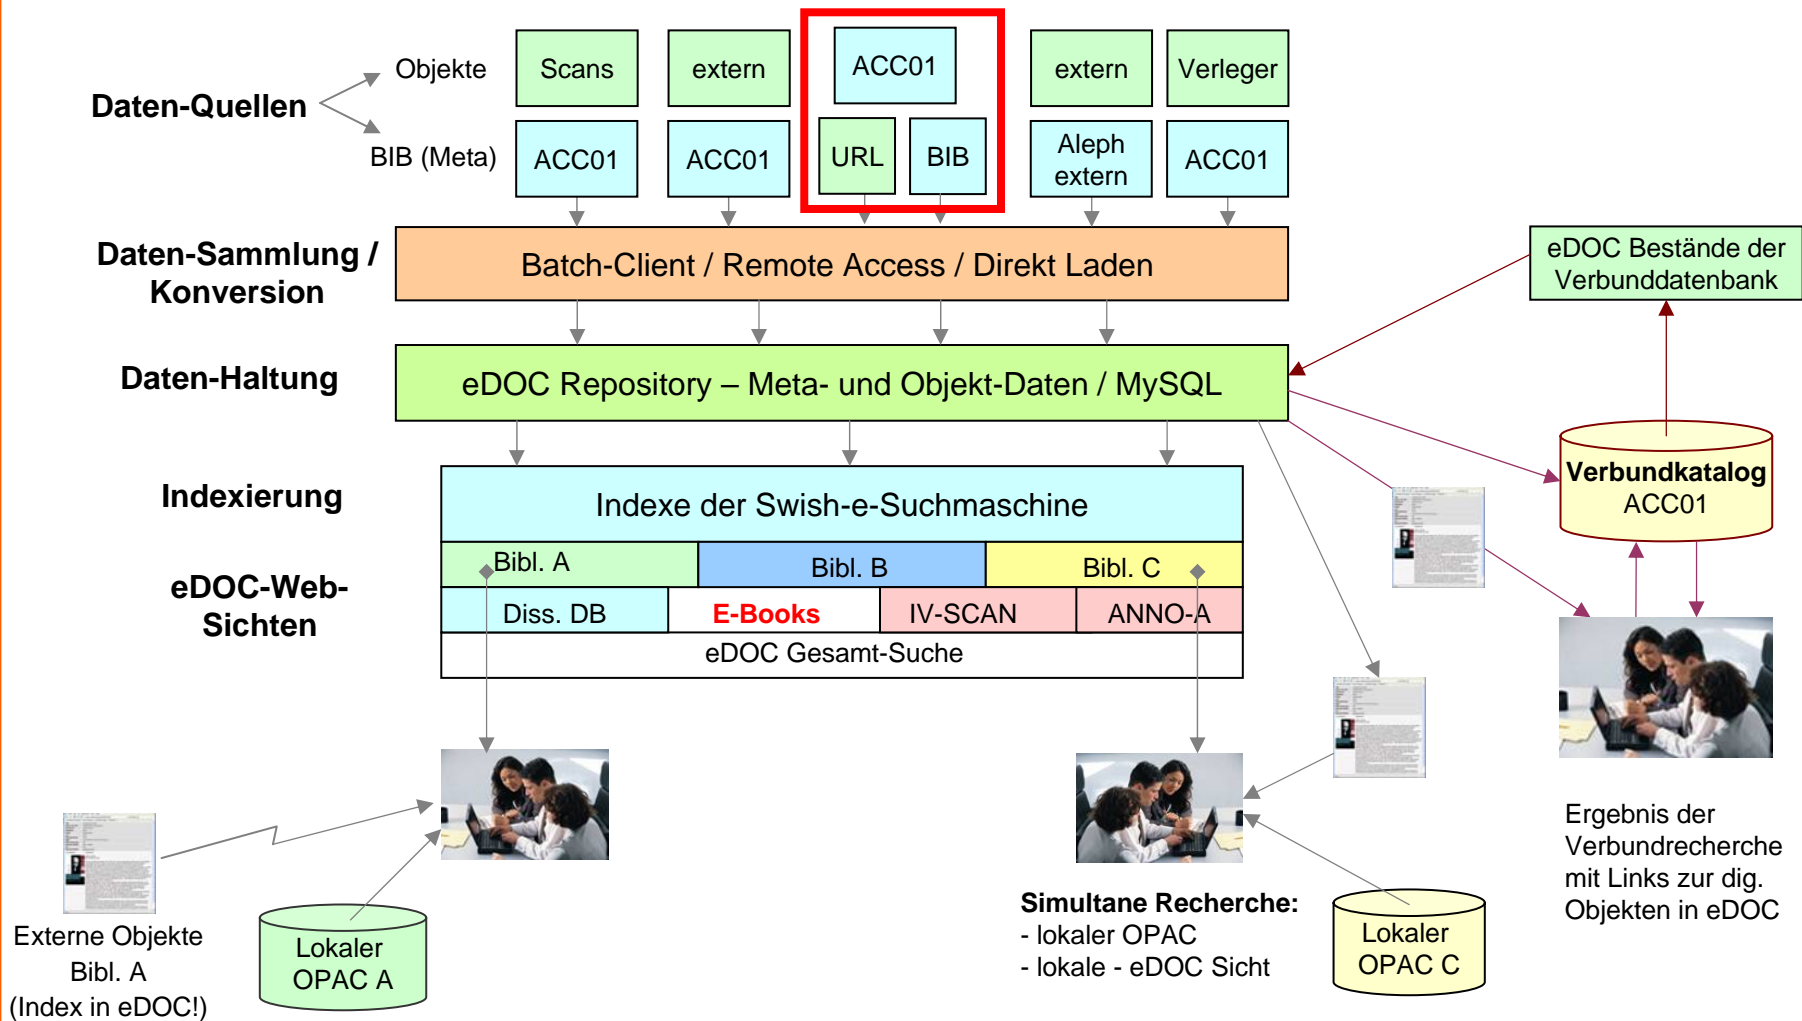 Objekte
Scans
extern
ACC01
extern
Verleger
Daten-Quellen
BIB (Meta)
ACC01
ACC01
URL
BIB
Aleph
extern
ACC01
Daten-Sammlung /
Konversion
Batch-Client / Remote Access / Direkt Laden
eDOC Bestände der
Verbunddatenbank
Daten-Haltung
eDOC Repository – Meta- und Objekt-Daten / MySQL
Verbundkatalog
ACC01
Indexierung
Indexe der Swish-e-Suchmaschine
eDOC-Web-
Sichten
Bibl. A
Bibl. B
Bibl. C
Diss. DB
E-Books
IV-SCAN
ANNO-A
eDOC Gesamt-Suche
Ergebnis der
Verbundrecherche
mit Links zur dig.
Objekten in eDOC
Externe Objekte
Bibl. A
(Index in eDOC!)
Lokaler
OPAC A
Simultane Recherche:
- lokaler OPAC
- lokale - eDOC Sicht
Lokaler
OPAC C